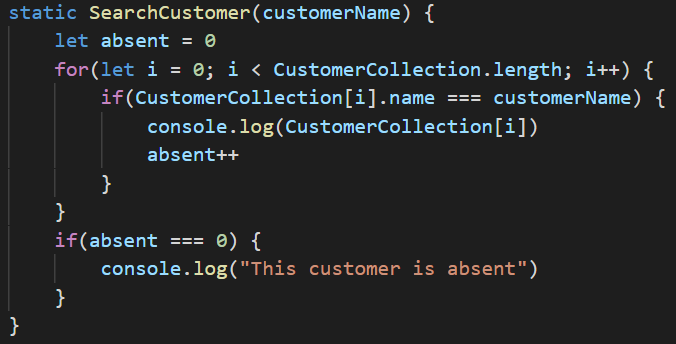 static SearchCustomer(customerName) {
    let absent = 0
    for(let i = 0; i < CustomerCollection.length; i++) {
        if(CustomerCollection[i].name === customerName) {
            console.log(CustomerCollection[i])
            absent++
        }
    }
    if(absent === 0) {
        console.log("This customer is absent")
    }
}